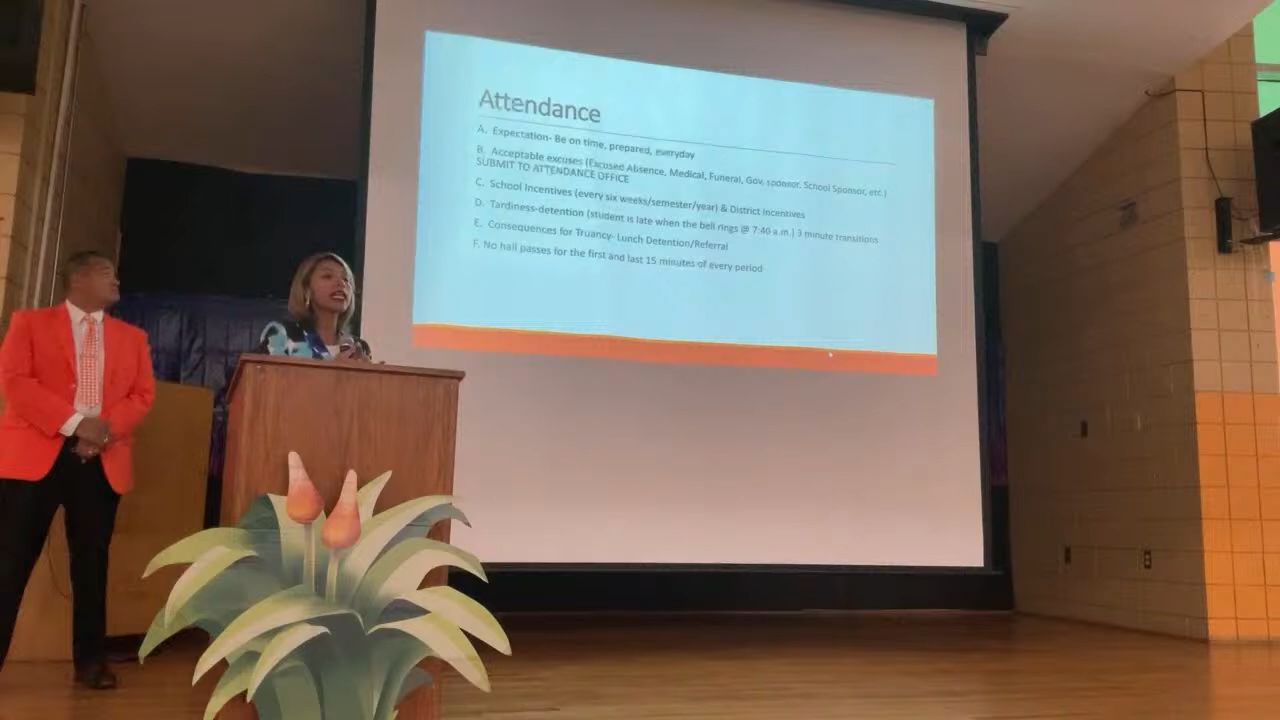 Attendance
A. Expectation- Be on time, prepared, everyday
B. Acceptable excuses (Excused Absence, Medical, Funeral, Gov. sponsor, School Sponsor, etc.)
SUBMIT TO ATTENDANCE OFFICE
C. School Incentives (every six weeks/semester/year) & District Incentives
D. Tardiness-detention (student is late when the bell rings @ 7:40 a.m.) 3 minute transitions
E. Consequences for Truancy- Lunch Detention/Referral
F. No hall passes for the first and last 15 minutes of every period